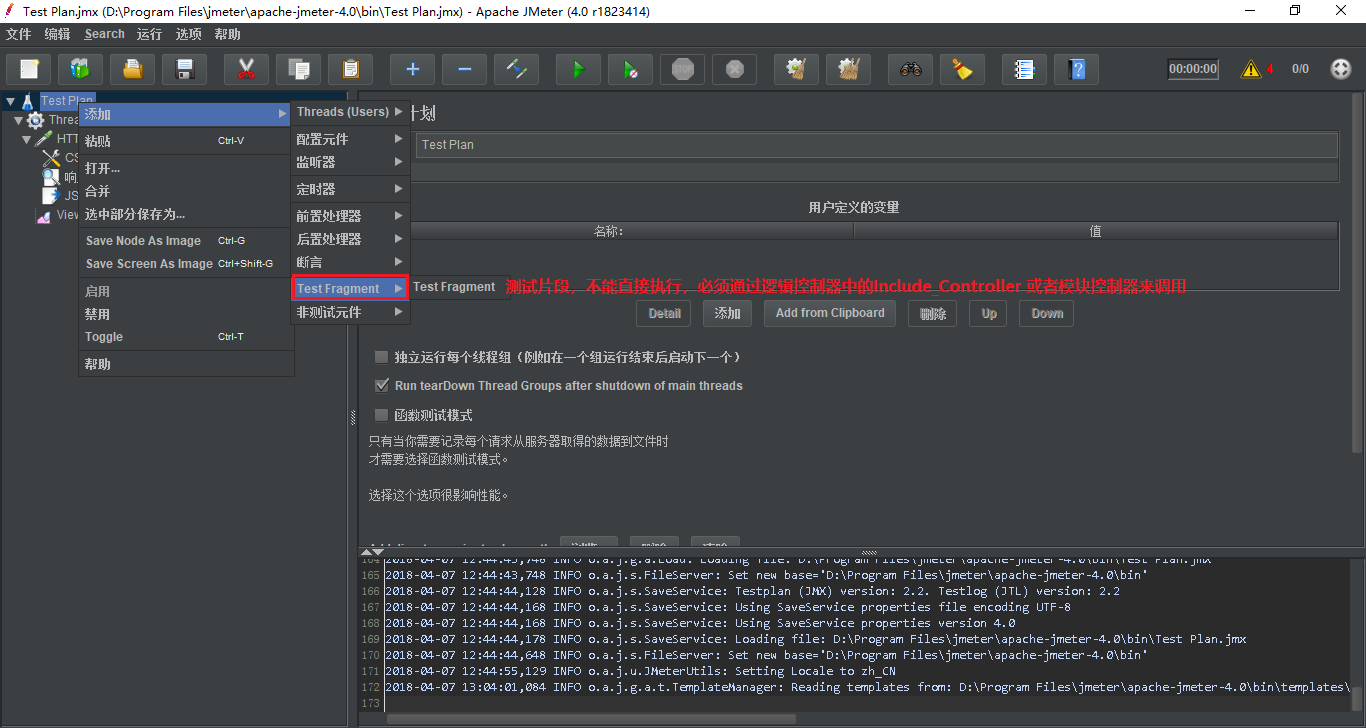 Test Plan.jmx (D:\Program Files\jmeter\apache-jmeter-4.0\bin\Test Plan.jmx) - Apache JMeter (4.0 r1823414)
文件 编辑 Search 运行 选项 帮助
STOP 00:00:00 4 0/0
Test Plan
Threa
HTT
CS
响
JS
View
添加
粘贴 Ctrl-V
打开...
合并
选中部分保存为...
Save Node As Image Ctrl-G
Save Screen As Image Ctrl+Shift-G
启用
禁用
Toggle Ctrl-T
帮助
Threads (Users)
配置元件
监听器
定时器
前置处理器
后置处理器
断言
Test Fragment
非测试元件
Test Fragment
测试片段，不能直接执行，必须通过逻辑控制器中的Include_Controller 或者模块控制器来调用
计划
Test Plan
用户定义的变量
名称: 值
Detail 添加 Add from Clipboard 删除 Up Down
独立运行每个线程组（例如在一个组运行结束后启动下一个）
Run tearDown Thread Groups after shutdown of main threads
函数测试模式
只有当你需要记录每个请求从服务器取得的数据到文件时
才需要选择函数测试模式。
选择这个选项很影响性能。
164 2018-04-07 12:44:43,748 INFO o.a.j.g.a.Load: Loading file: D:\Program Files\jmeter\apache-jmeter-4.0\bin\Test Plan.jmx
165 2018-04-07 12:44:43,748 INFO o.a.j.s.FileServer: Set new base='D:\Program Files\jmeter\apache-jmeter-4.0\bin'
166 2018-04-07 12:44:44,128 INFO o.a.j.s.SaveService: Testplan (JMX) version: 2.2. Testlog (JTL) version: 2.2
167 2018-04-07 12:44:44,168 INFO o.a.j.s.SaveService: Using SaveService properties file encoding UTF-8
168 2018-04-07 12:44:44,168 INFO o.a.j.s.SaveService: Using SaveService properties version 4.0
169 2018-04-07 12:44:44,178 INFO o.a.j.s.SaveService: Loading file: D:\Program Files\jmeter\apache-jmeter-4.0\bin\Test Plan.jmx
170 2018-04-07 12:44:44,648 INFO o.a.j.s.FileServer: Set new base='D:\Program Files\jmeter\apache-jmeter-4.0\bin'
171 2018-04-07 12:44:55,129 INFO o.a.j.u.JMeterUtils: Setting Locale to zh_CN
172 2018-04-07 13:04:01,084 INFO o.a.j.g.a.t.TemplateManager: Reading templates from: D:\Program Files\jmeter\apache-jmeter-4.0\bin\templates\
173